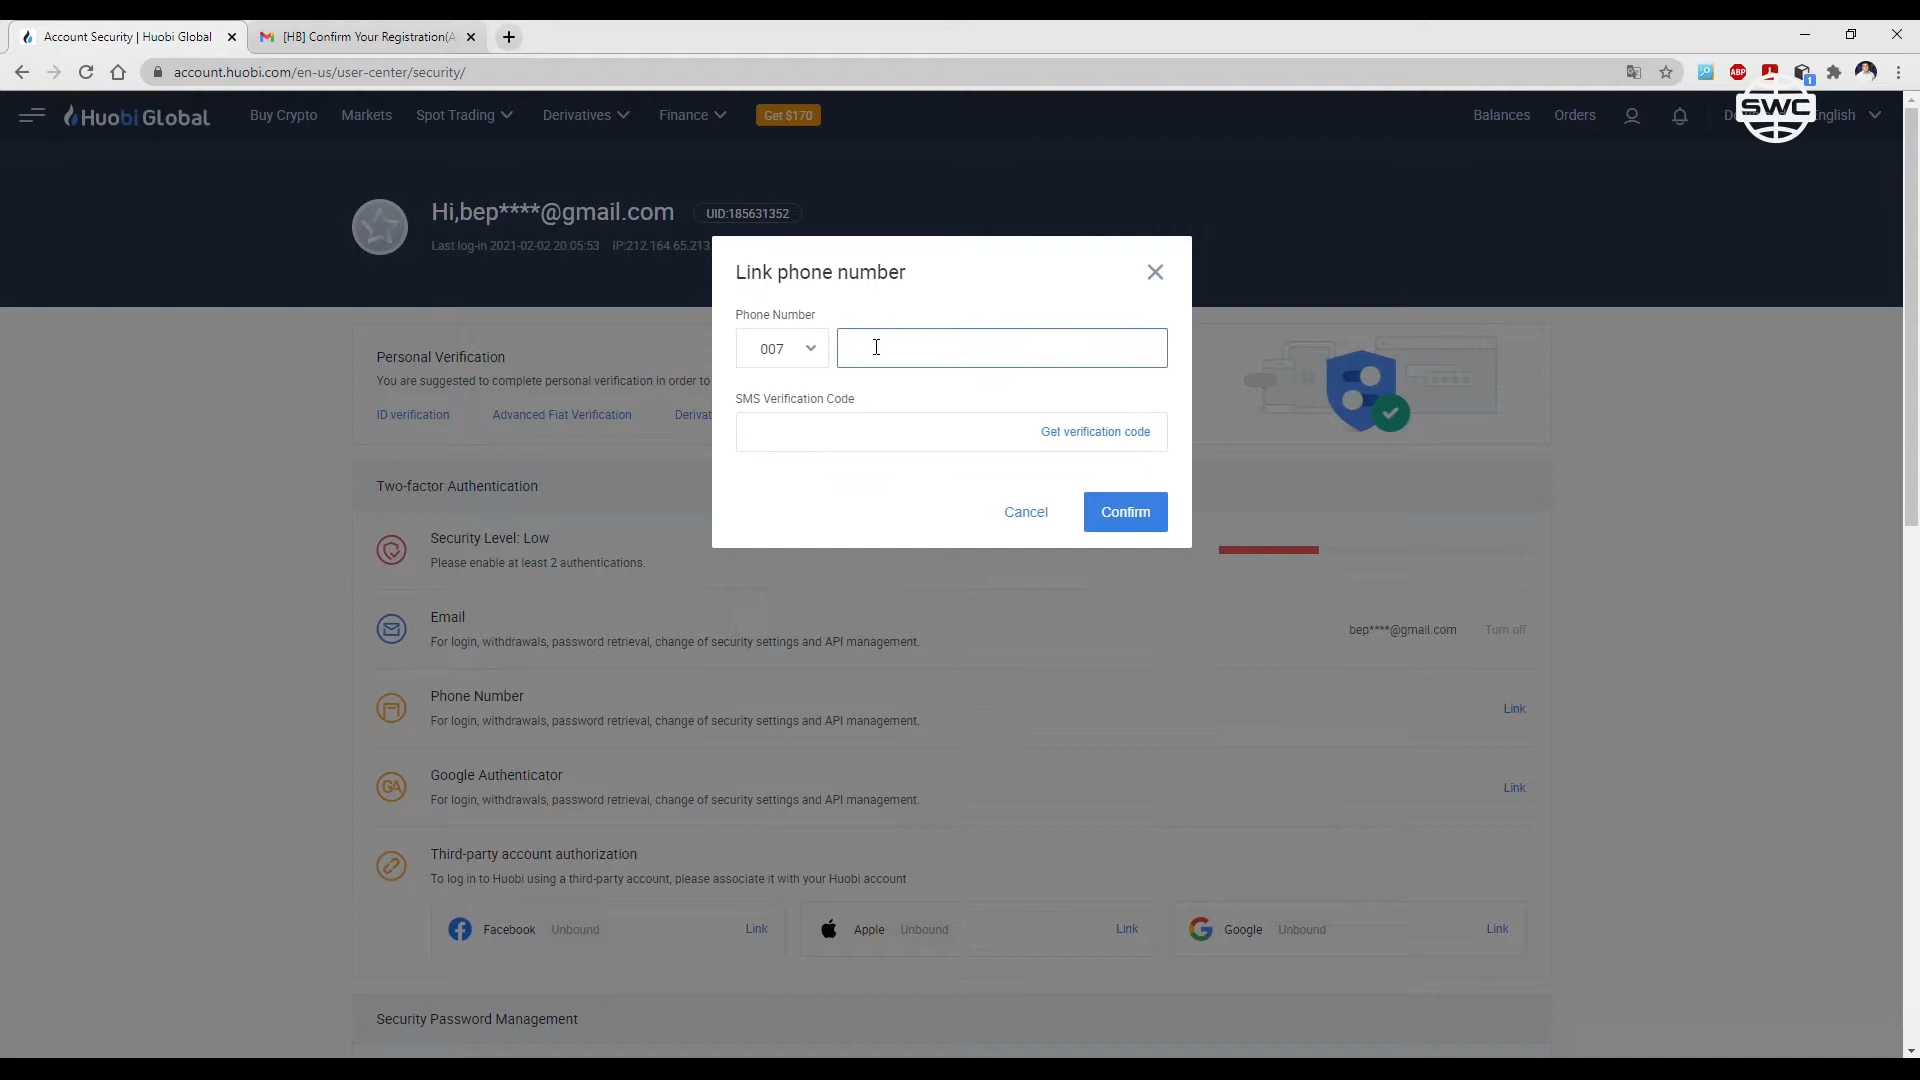 Account Security | Huobi Global
[HB] Confirm Your Registration(A
account.huobi.com/en-us/user-center/security/
ABP
1
Huobi Global
Buy Crypto
Markets
Spot Trading
Derivatives
Finance
Get $170
Balances
Orders
SWC
English
Hi,bep****@gmail.com
UID:185631352
Last log-in 2021-02-02 20:05:53 IP:212.164.65.213
Link phone number
Phone Number
007
SMS Verification Code
Get verification code
Cancel
Confirm
Personal Verification
You are suggested to complete personal verification in order to
ID verification
Advanced Fiat Verification
Derivat
Two-factor Authentication
Security Level: Low
Please enable at least 2 authentications.
Email
For login, withdrawals, password retrieval, change of security settings and API management.
bep****@gmail.com
Turn off
Phone Number
For login, withdrawals, password retrieval, change of security settings and API management.
Link
GA
Google Authenticator
For login, withdrawals, password retrieval, change of security settings and API management.
Link
Third-party account authorization
To log in to Huobi using a third-party account, please associate it with your Huobi account
Facebook Unbound Link
Apple Unbound Link
Google Unbound Link
Security Password Management